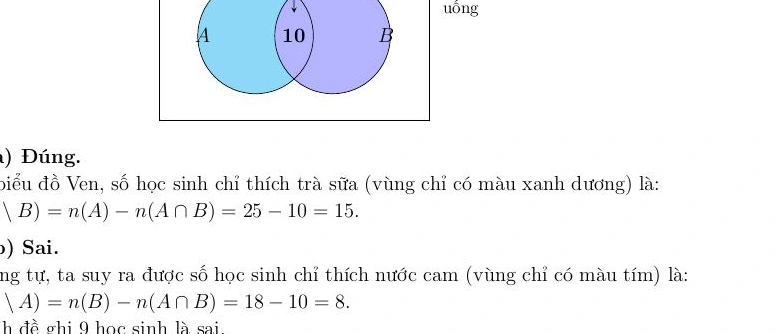 uống
A 10 B
a) Đúng.
biểu đồ Ven, số học sinh chỉ thích trà sữa (vùng chỉ có màu xanh dương) là:
\ B) = n(A) − n(A ∩ B) = 25 − 10 = 15.
b) Sai.
ng tự, ta suy ra được số học sinh chỉ thích nước cam (vùng chỉ có màu tím) là:
\ A) = n(B) − n(A ∩ B) = 18 − 10 = 8.
h đề ghi 9 học sinh là sai.